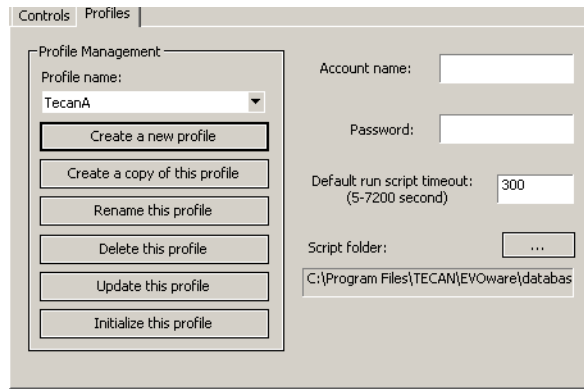 Controls Profiles
Profile Management
Profile name:
TecanA
Create a new profile
Create a copy of this profile
Rename this profile
Delete this profile
Update this profile
Initialize this profile
Account name:
Password:
Default run script timeout:
(5-7200 second)
300
Script folder:
...
C:\Program Files\TECAN\EVOware\databas